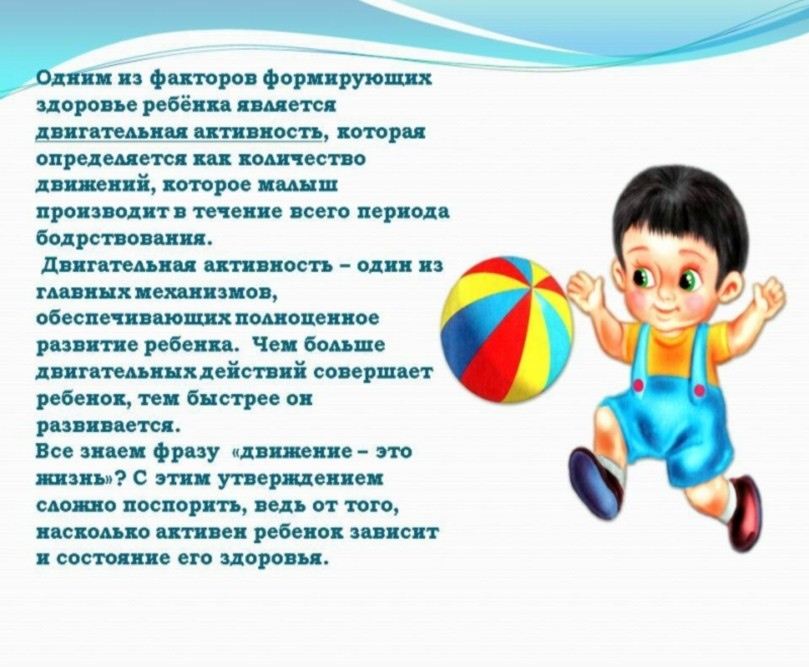 Одним из факторов формирующих
здоровье ребёнка является
двигательная активность, которая
определяется как количество
движений, которое малыш
производит в течение всего периода
бодрствования.
Двигательная активность – один из
главных механизмов,
обеспечивающих полноценное
развитие ребенка. Чем больше
двигательных действий совершает
ребенок, тем быстрее он
развивается.
Все знаем фразу «движение – это
жизнь»? С этим утверждением
сложно поспорить, ведь от того,
насколько активен ребенок зависит
и состояние его здоровья.